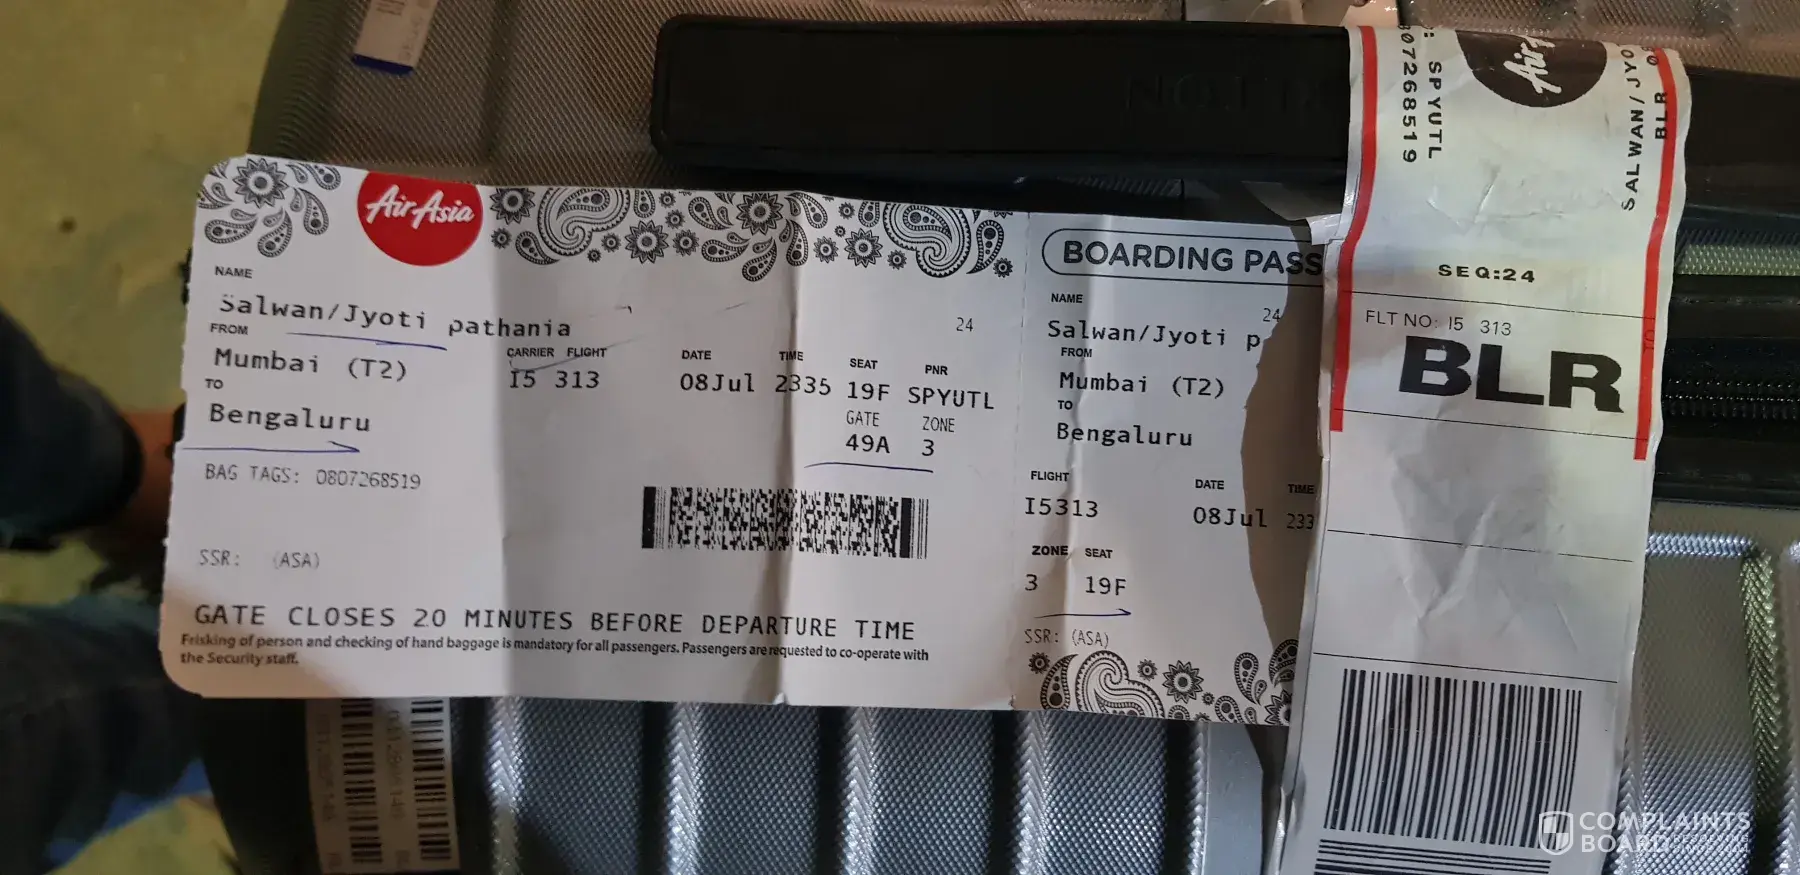 AirAsia
NAME
Salwan/Jyoti pathania
24
FROM
Mumbai (T2)
CARRIER FLIGHT
I5 313
DATE
08Jul
TIME
2335
SEAT
19F
PNR
SPYUTL
TO
Bengaluru
GATE
49A
ZONE
3
BAG TAGS: 0807268519
SSR: (ASA)
GATE CLOSES 20 MINUTES BEFORE DEPARTURE TIME
Frisking of person and checking of hand baggage is mandatory for all passengers. Passengers are requested to co-operate with
the Security staff.
BOARDING PASS
NAME
24
Salwan/Jyoti p
FROM
Mumbai (T2)
TO
Bengaluru
FLIGHT
I5313
DATE
08Jul
TIME
233
ZONE
3
SEAT
19F
SSR: (ASA)
SPYUTL
07268519
Air
SALWAN/JYO
BLR
SEQ:24
FLT NO: I5 313
BLR
TO
COMPLAINTS
BOARD